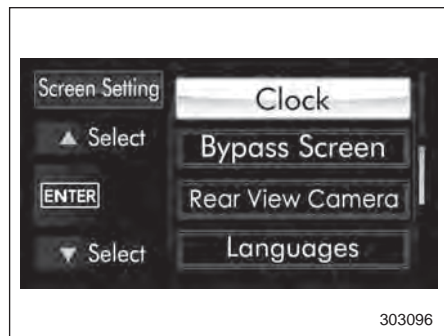 Screen Setting
▲ Select
ENTER
▼ Select
Clock
Bypass Screen
Rear View Camera
Languages
303096